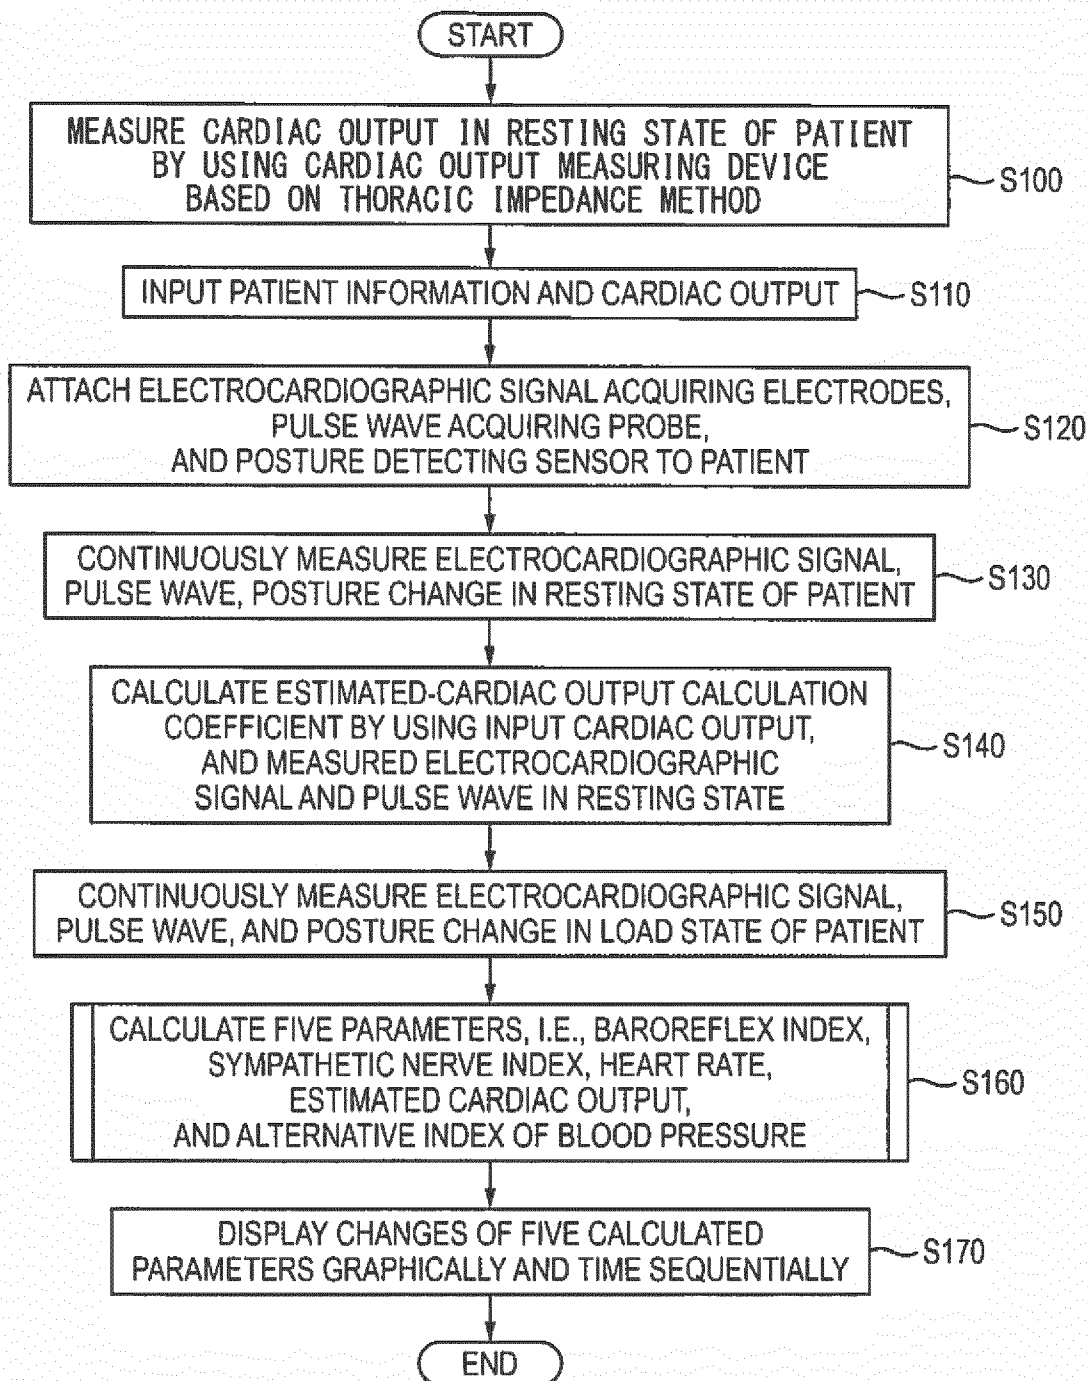 START
MEASURE CARDIAC OUTPUT IN RESTING STATE OF PATIENT
BY USING CARDIAC OUTPUT MEASURING DEVICE
BASED ON THORACIC IMPEDANCE METHOD
S100
INPUT PATIENT INFORMATION AND CARDIAC OUTPUT
S110
ATTACH ELECTROCARDIOGRAPHIC SIGNAL ACQUIRING ELECTRODES,
PULSE WAVE ACQUIRING PROBE,
AND POSTURE DETECTING SENSOR TO PATIENT
S120
CONTINUOUSLY MEASURE ELECTROCARDIOGRAPHIC SIGNAL,
PULSE WAVE, POSTURE CHANGE IN RESTING STATE OF PATIENT
S130
CALCULATE ESTIMATED-CARDIAC OUTPUT CALCULATION
COEFFICIENT BY USING INPUT CARDIAC OUTPUT,
AND MEASURED ELECTROCARDIOGRAPHIC
SIGNAL AND PULSE WAVE IN RESTING STATE
S140
CONTINUOUSLY MEASURE ELECTROCARDIOGRAPHIC SIGNAL,
PULSE WAVE, AND POSTURE CHANGE IN LOAD STATE OF PATIENT
S150
CALCULATE FIVE PARAMETERS, I.E., BAROREFLEX INDEX,
SYMPATHETIC NERVE INDEX, HEART RATE,
ESTIMATED CARDIAC OUTPUT,
AND ALTERNATIVE INDEX OF BLOOD PRESSURE
S160
DISPLAY CHANGES OF FIVE CALCULATED
PARAMETERS GRAPHICALLY AND TIME SEQUENTIALLY
S170
END